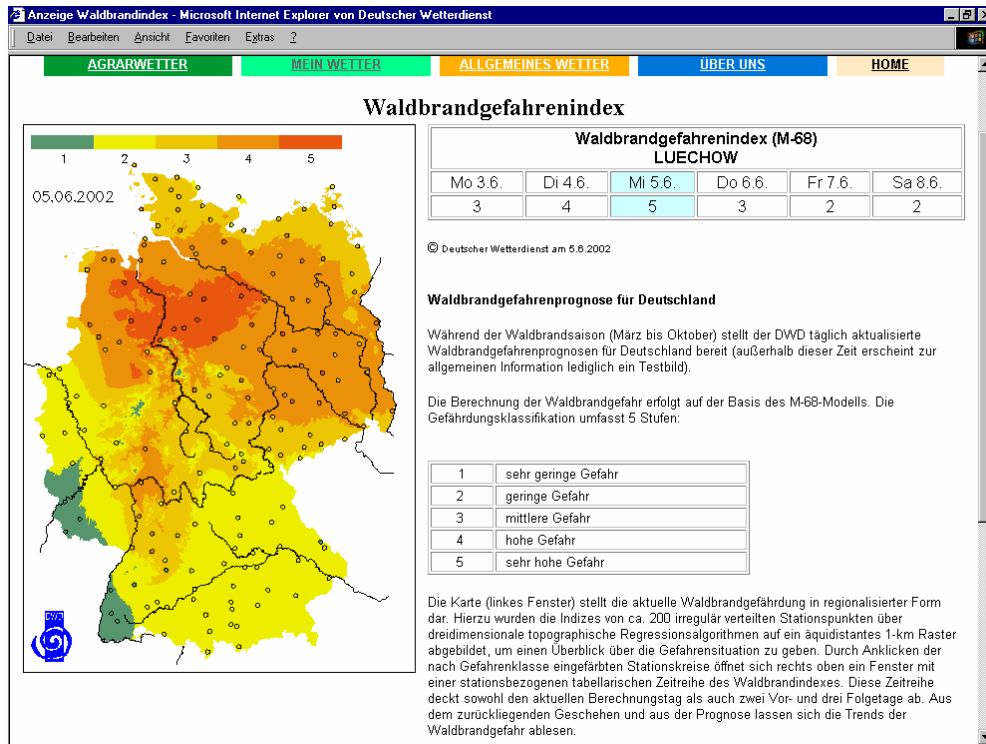 Anzeige Waldbrandindex - Microsoft Internet Explorer von Deutscher Wetterdienst
Datei Bearbeiten Ansicht Favoriten Extras ?
AGRARWETTER MEIN WETTER ALLGEMEINES WETTER ÜBER UNS HOME
Waldbrandgefahrenindex
1 2 3 4 5
05.06.2002
DWD
Waldbrandgefahrenindex (M-68)
LUECHOW
Mo 3.6. Di 4.6. Mi 5.6. Do 6.6. Fr 7.6. Sa 8.6.
3 4 5 3 2 2
© Deutscher Wetterdienst am 5.6.2002
Waldbrandgefahrenprognose für Deutschland
Während der Waldbrandsaison (März bis Oktober) stellt der DWD täglich aktualisierte
Waldbrandgefahrenprognosen für Deutschland bereit (außerhalb dieser Zeit erscheint zur
allgemeinen Information lediglich ein Testbild).
Die Berechnung der Waldbrandgefahr erfolgt auf der Basis des M-68-Modells. Die
Gefährdungsklassifikation umfasst 5 Stufen:
1 sehr geringe Gefahr
2 geringe Gefahr
3 mittlere Gefahr
4 hohe Gefahr
5 sehr hohe Gefahr
Die Karte (linkes Fenster) stellt die aktuelle Waldbrandgefährdung in regionalisierter Form
dar. Hierzu wurden die Indizes von ca. 200 irregulär verteilten Stationspunkten über
dreidimensionale topographische Regressionsalgorithmen auf ein äquidistantes 1-km Raster
abgebildet, um einen Überblick über die Gefahrensituation zu geben. Durch Anklicken der
nach Gefahrenklasse eingefärbten Stationskreise öffnet sich rechts oben ein Fenster mit
einer stationsbezogenen tabellarischen Zeitreihe des Waldbrandindexes. Diese Zeitreihe
deckt sowohl den aktuellen Berechnungstag als auch zwei Vor- und drei Folgetage ab. Aus
dem zurückliegenden Geschehen und aus der Prognose lassen sich die Trends der
Waldbrandgefahr ablesen.